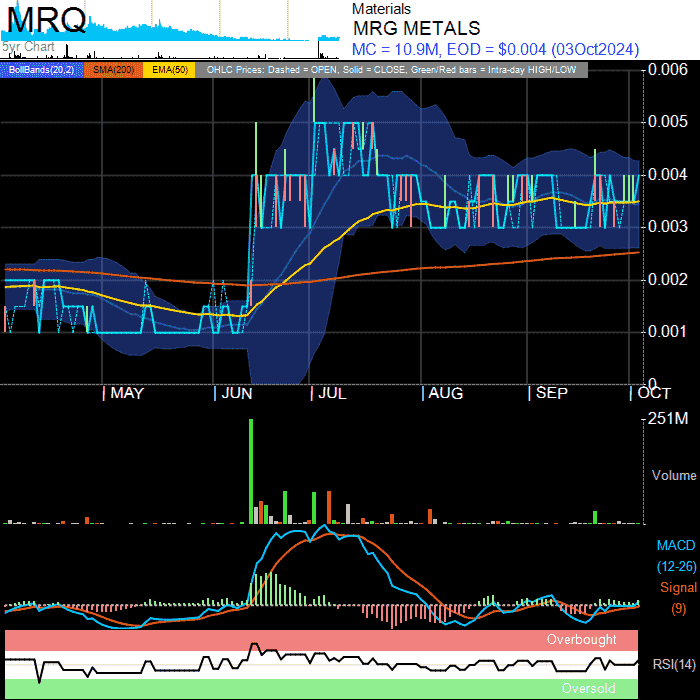 MRQ
5yr Chart
Materials
MRG METALS
MC = 10.9M, EOD = $0.004 (03Oct2024)
BollBands(20,2) SMA(200) EMA(50) OHLC Prices: Dashed = OPEN, Solid = CLOSE, Green/Red bars = Intra-day HIGH/LOW
0.006
0.005
0.004
0.003
0.002
0.001
0
MAY JUN JUL AUG SEP OCT
251M
Volume
MACD
(12-26)
Signal
(9)
Overbought
RSI(14)
Oversold